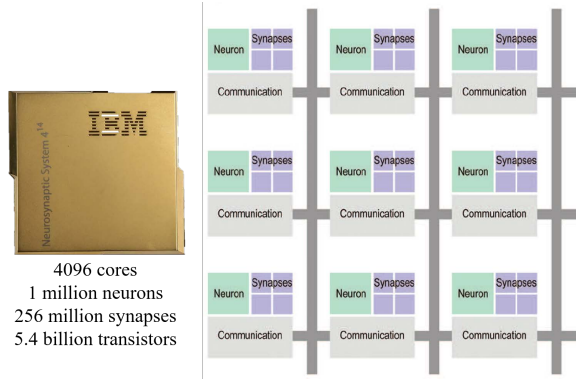 IBM
Neurosynaptic System 4¹⁴
4096 cores
1 million neurons
256 million synapses
5.4 billion transistors
Neuron Synapses Neuron Synapses Neuron Synapses
Communication Communication Communication
Neuron Synapses Neuron Synapses Neuron Synapses
Communication Communication Communication
Neuron Synapses Neuron Synapses Neuron Synapses
Communication Communication Communication